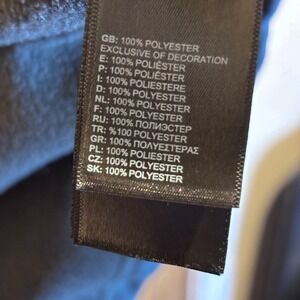 GB: 100% POLYESTER
EXCLUSIVE OF DECORATION
E: 100% POLIÉSTER
P: 100% POLIÉSTER
I: 100% POLIESTERE
D: 100% POLYESTER
NL: 100% POLYESTER
F: 100% POLYESTER
RU: 100% ПОЛИЭСТЕР
TR: %100 POLYESTER
GR: 100% ΠΟΛΥΕΣΤΕΡΑΣ
PL: 100% POLYESTER
CZ: 100% POLYESTER
SK: 100% POLYESTER